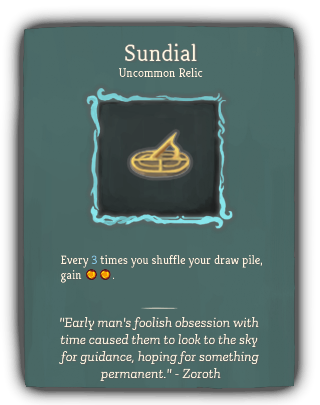 Sundial
Uncommon Relic
Every 3 times you shuffle your draw pile,
gain .
"Early man's foolish obsession with
time caused them to look to the sky
for guidance, hoping for something
permanent." - Zoroth